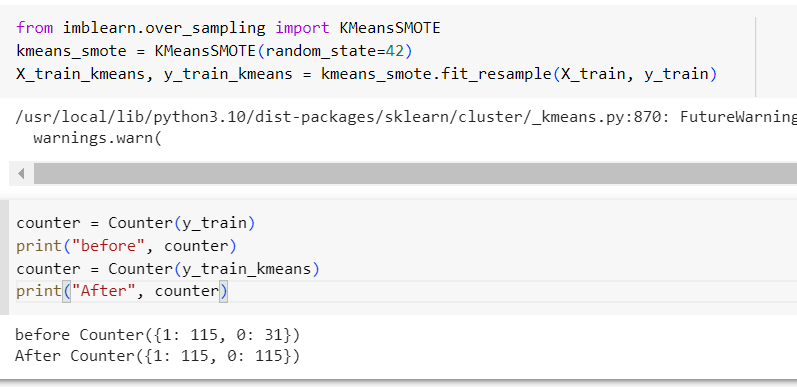 from imblearn.over_sampling import KMeansSMOTE
kmeans_smote = KMeansSMOTE(random_state=42)
X_train_kmeans, y_train_kmeans = kmeans_smote.fit_resample(X_train, y_train)
/usr/local/lib/python3.10/dist-packages/sklearn/cluster/_kmeans.py:870: FutureWarning
warnings.warn(
counter = Counter(y_train)
print("before", counter)
counter = Counter(y_train_kmeans)
print("After", counter)
before Counter({1: 115, 0: 31})
After Counter({1: 115, 0: 115})